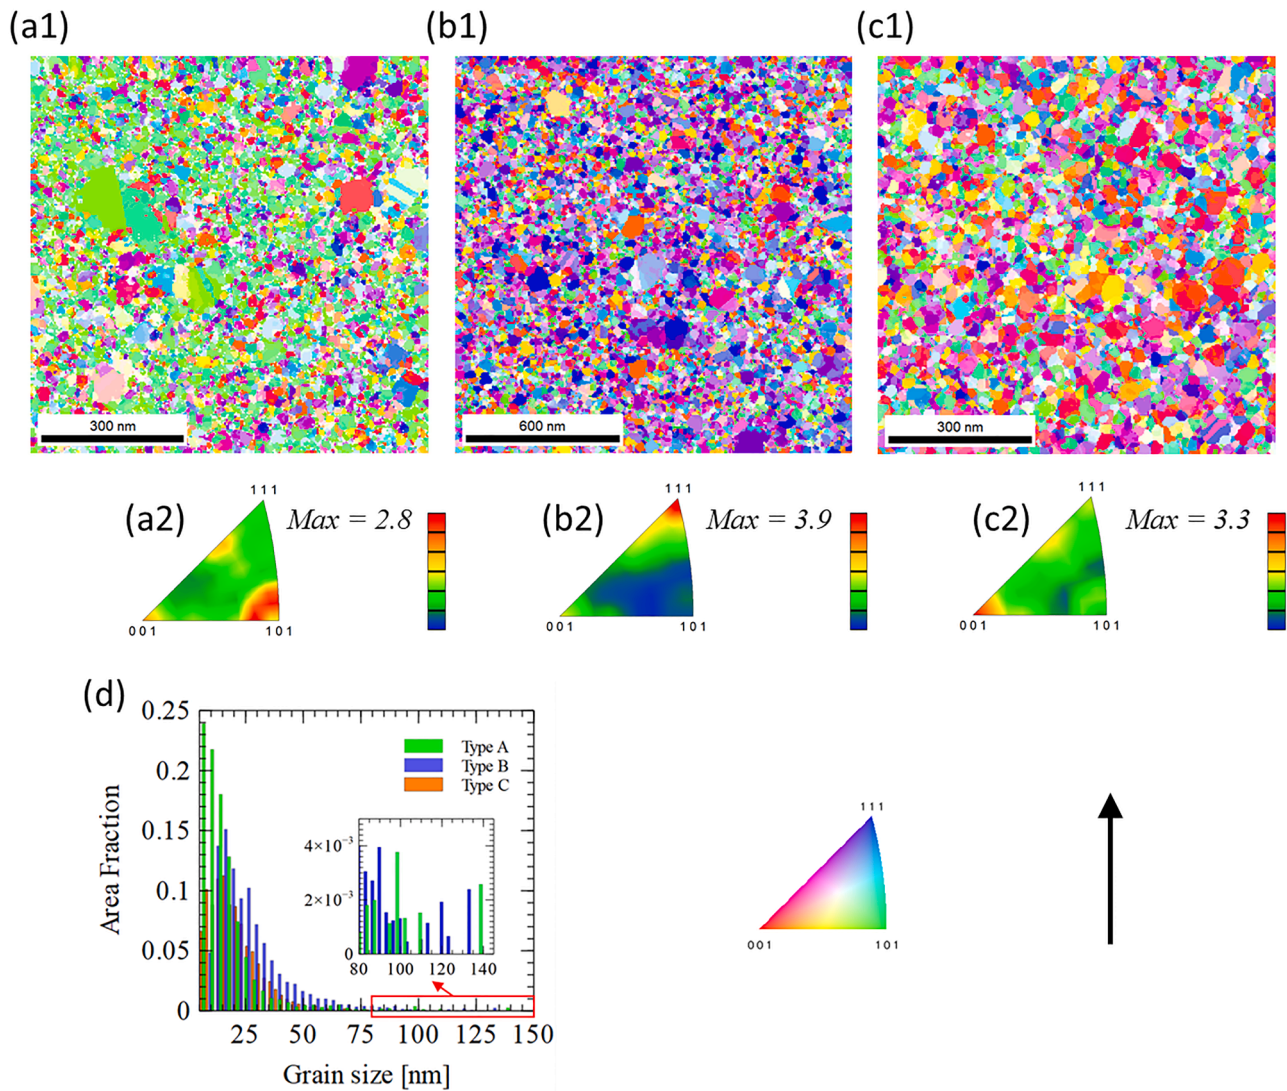 (a1)
(b1)
(c1)
300 nm
600 nm
300 nm
(a2)
111
Max = 2.8
001
101
(b2)
111
Max = 3.9
001
101
(c2)
111
Max = 3.3
001
101
(d)
0.25
0.2
0.15
0.1
0.05
0
Area Fraction
Type A
Type B
Type C
4×10⁻³
2×10⁻³
0
80 100 120 140
25 50 75 100 125 150
Grain size [nm]
111
001
101